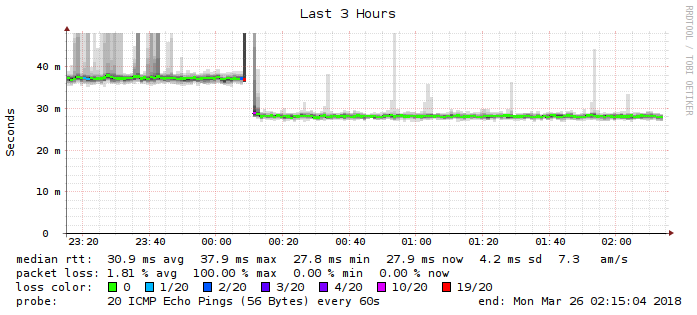 Last 3 Hours
RRDTOOL / TOBI OETIKER
Seconds
40 m
30 m
20 m
10 m
0
23:20 23:40 00:00 00:20 00:40 01:00 01:20 01:40 02:00
median rtt: 30.9 ms avg 37.9 ms max 27.8 ms min 27.9 ms now 4.2 ms sd 7.3 am/s
packet loss: 1.81 % avg 100.00 % max 0.00 % min 0.00 % now
loss color: 0 1/20 2/20 3/20 4/20 10/20 19/20
probe: 20 ICMP Echo Pings (56 Bytes) every 60s end: Mon Mar 26 02:15:04 2018